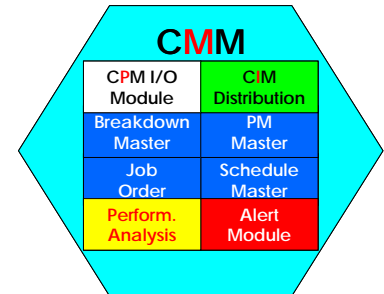 CMM
CPM I/O CIM
Module Distribution
Breakdown PM
Master Master
Job Schedule
Order Master
Perform. Alert
Analysis Module